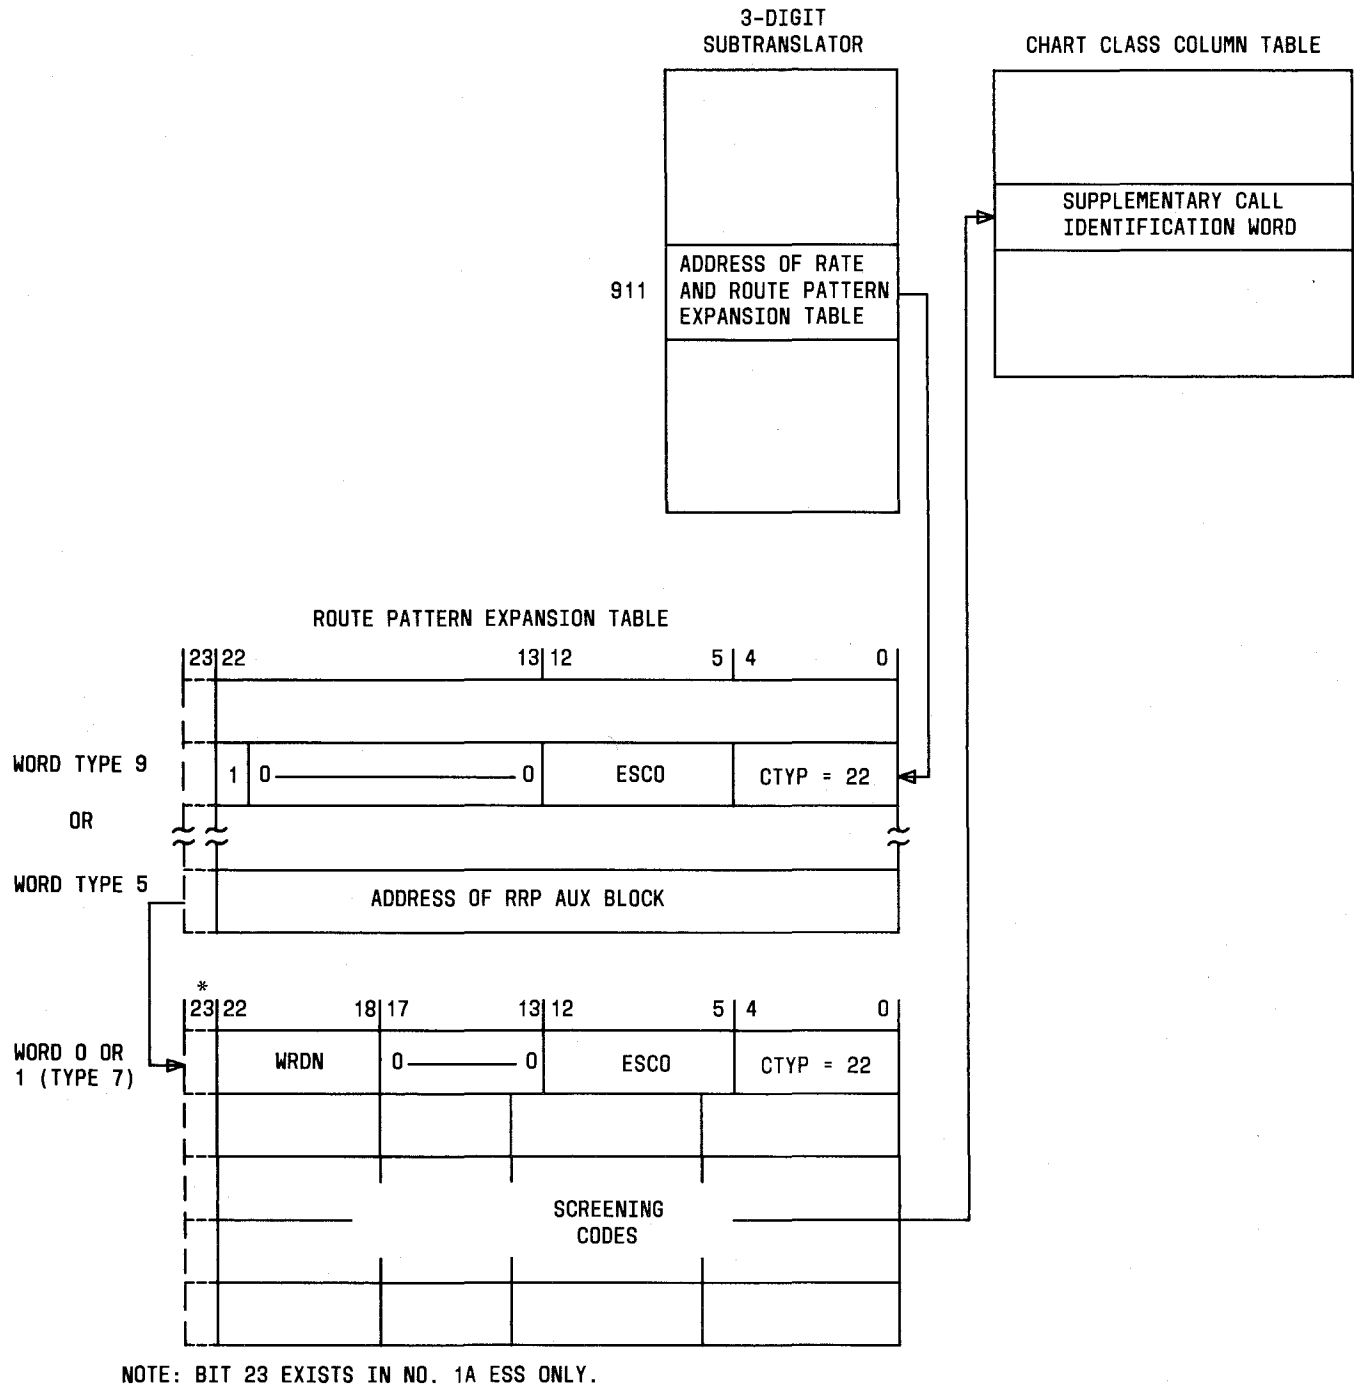 3-DIGIT
SUBTRANSLATOR
CHART CLASS COLUMN TABLE
SUPPLEMENTARY CALL
IDENTIFICATION WORD
911
ADDRESS OF RATE
AND ROUTE PATTERN
EXPANSION TABLE
ROUTE PATTERN EXPANSION TABLE
23 22 13 12 5 4 0
WORD TYPE 9
1 0 0 ESCO CTYP = 22
OR
WORD TYPE 5
ADDRESS OF RRP AUX BLOCK
*
23 22 18 17 13 12 5 4 0
WORD 0 OR
1 (TYPE 7)
WRDN 0 0 ESCO CTYP = 22
SCREENING
CODES
NOTE: BIT 23 EXISTS IN NO. 1A ESS ONLY.